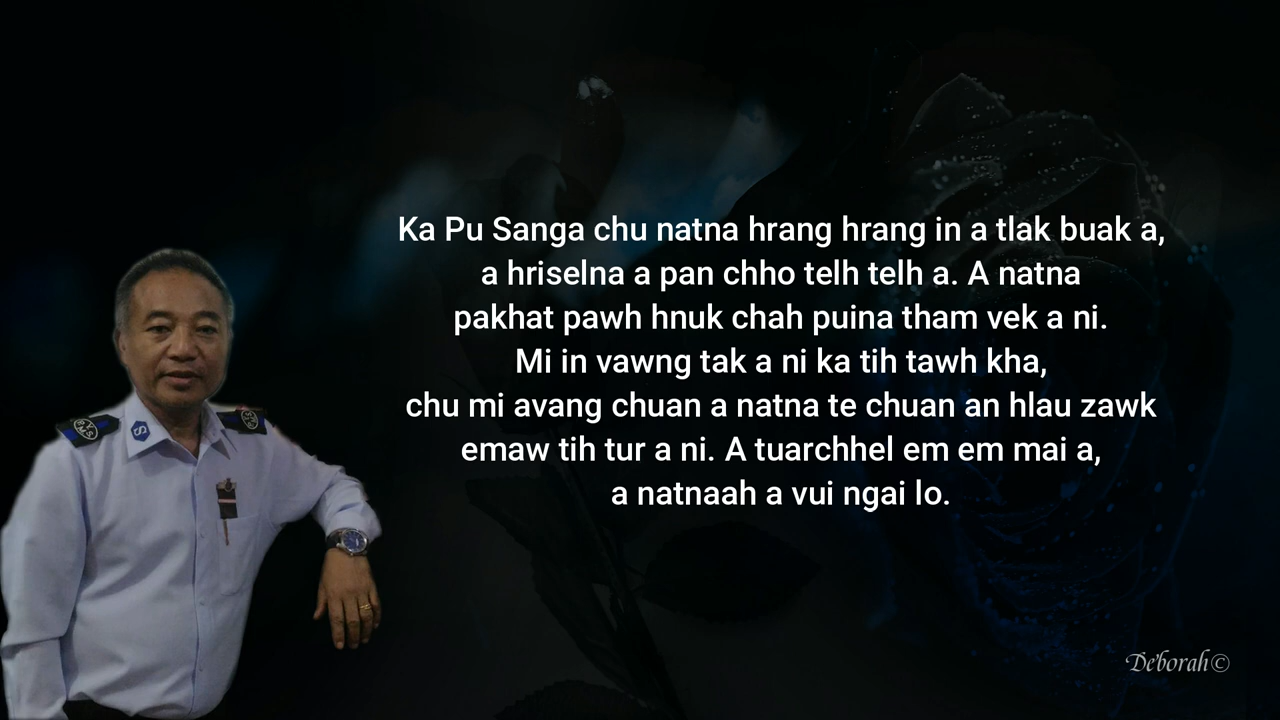 Ka Pu Sanga chu natna hrang hrang in a tlak buak a,
a hriselna a pan chho telh telh a. A natna
pakhat pawh hnuk chah puina tham vek a ni.
Mi in vawng tak a ni ka tih tawh kha,
chu mi avang chuan a natna te chuan an hlau zawk
emaw tih tur a ni. A tuarchhel em em mai a,
a natnaah a vui ngai lo.
S
Deborah©